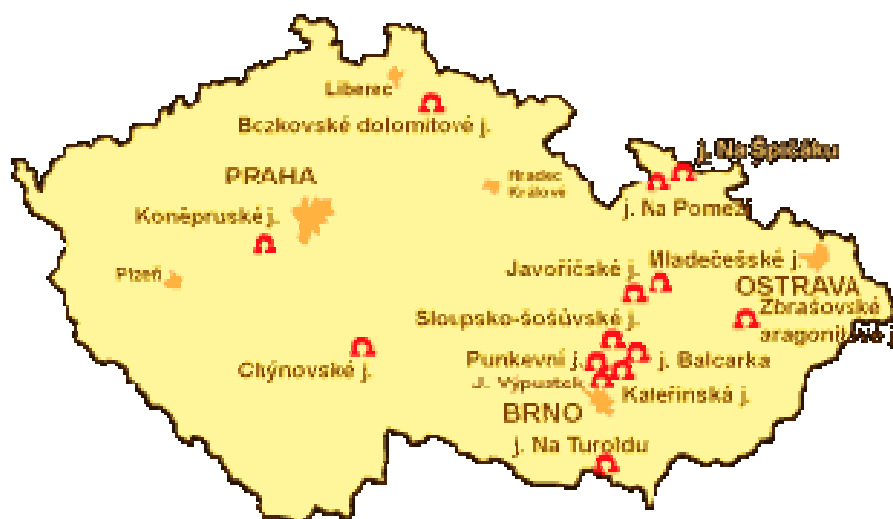 Liberec
Bozkovské dolomitové j.
j. Na Špičáku
PRAHA
Hradec
Králové
j. Na Pomezí
Koněpruské j.
Plzeň
Javoříčské j.
Mladečešské j.
OSTRAVA
Zbrašovské
aragonitové j.
Sloupsko-šošůvské j.
Punkevní j.
j. Balcarka
Chýnovské j.
J. Výpustek
Kateřinská j.
BRNO
j. Na Turoldu